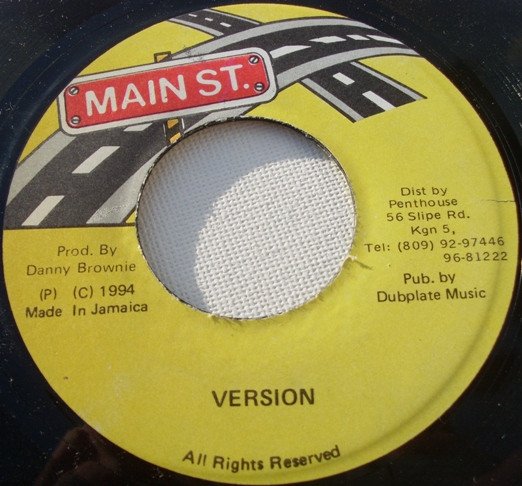 MAIN ST.
Prod. By
Danny Brownie
(P) (C) 1994
Made In Jamaica
Dist by
Penthouse
56 Slipe Rd.
Kgn 5,
Tel: (809) 92-97446
96-81222
Pub. by
Dubplate Music
VERSION
All Rights Reserved